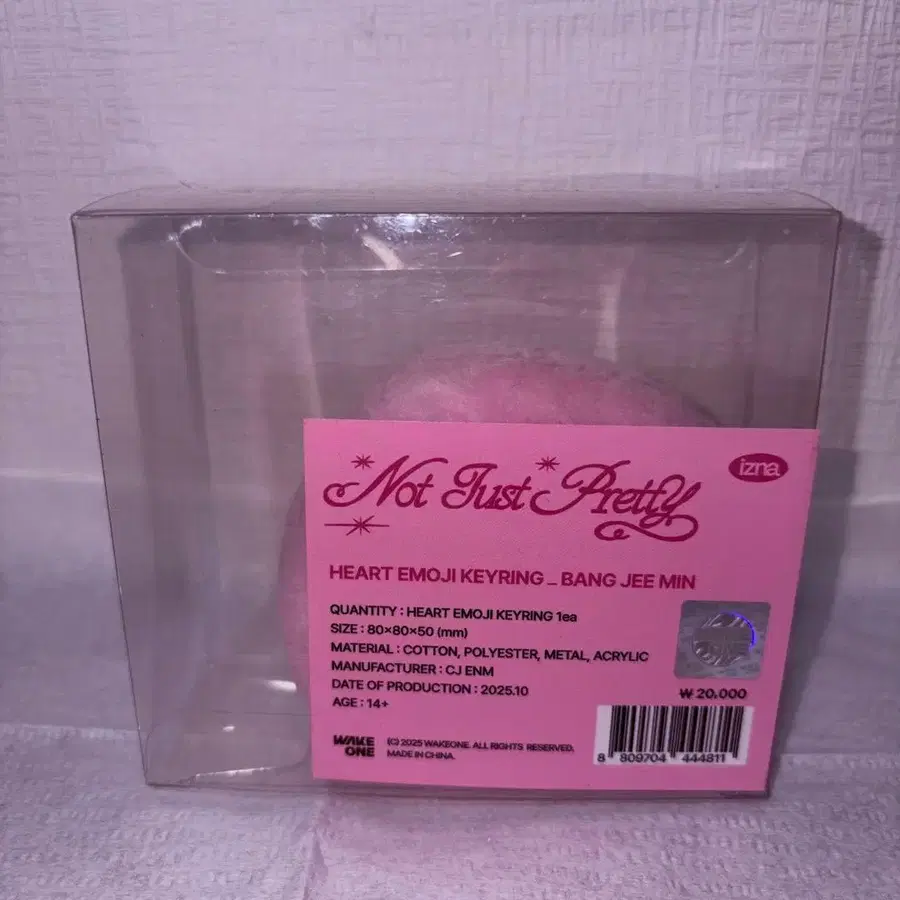 Not Just Pretty
izna
HEART EMOJI KEYRING _ BANG JEE MIN
QUANTITY : HEART EMOJI KEYRING 1ea
SIZE : 80×80×50 (mm)
MATERIAL : COTTON, POLYESTER, METAL, ACRYLIC
MANUFACTURER : CJ ENM
DATE OF PRODUCTION : 2025.10
AGE : 14+
₩ 20,000
WAKE
ONE
(C) 2025 WAKEONE. ALL RIGHTS RESERVED.
MADE IN CHINA.
8 809704 444811